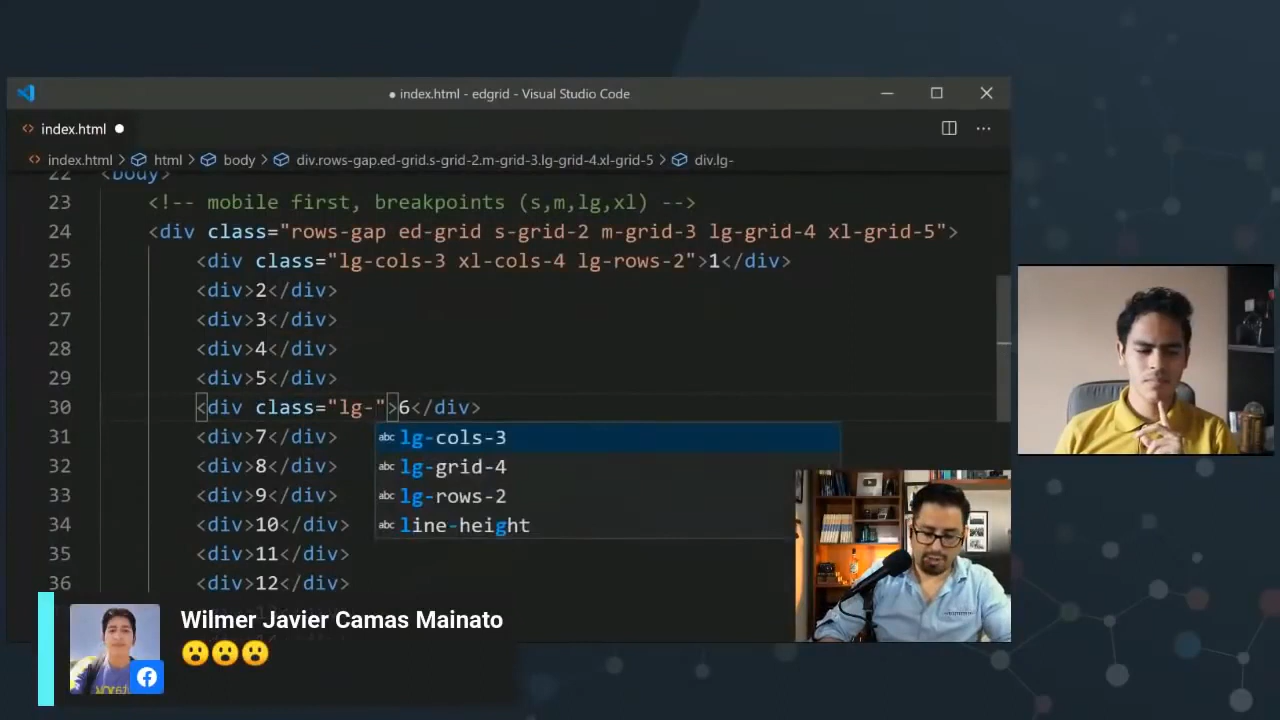 ● index.html - edgrid - Visual Studio Code
<> index.html ●
<> index.html > html > body > div.rows-gap.ed-grid.s-grid-2.m-grid-3.lg-grid-4.xl-grid-5 > div.lg-
22 <body>
23 <!-- mobile first, breakpoints (s,m,lg,xl) -->
24 <div class="rows-gap ed-grid s-grid-2 m-grid-3 lg-grid-4 xl-grid-5">
25 <div class="lg-cols-3 xl-cols-4 lg-rows-2">1</div>
26 <div>2</div>
27 <div>3</div>
28 <div>4</div>
29 <div>5</div>
30 <div class="lg-">6</div>
31 <div>7</div>
abc lg-cols-3
32 <div>8</div>
abc lg-grid-4
33 <div>9</div>
abc lg-rows-2
34 <div>10</div>
abc line-height
35 <div>11</div>
36 <div>12</div>
Wilmer Javier Camas Mainato
😮😮😮